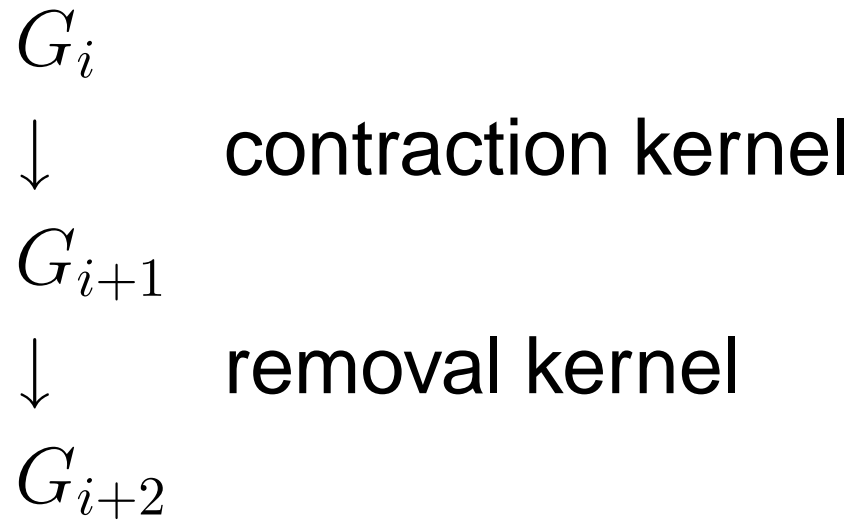 G_i
↓ contraction kernel
G_{i+1}
↓ removal kernel
G_{i+2}